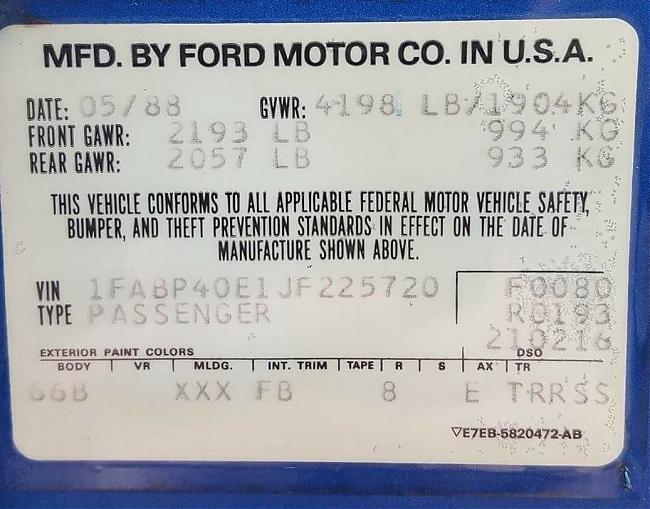 MFD. BY FORD MOTOR CO. IN U.S.A.
DATE: 05/88 GVWR: 4198 LB/1904KG
FRONT GAWR: 2193 LB 994 KG
REAR GAWR: 2057 LB 933 KG
THIS VEHICLE CONFORMS TO ALL APPLICABLE FEDERAL MOTOR VEHICLE SAFETY,
BUMPER, AND THEFT PREVENTION STANDARDS IN EFFECT ON THE DATE OF
MANUFACTURE SHOWN ABOVE.
VIN 1FABP40E1JF225720 F0080
TYPE PASSENGER R0193
210216
EXTERIOR PAINT COLORS DSO
BODY VR MLDG. INT. TRIM TAPE R S AX TR
66B XXX FB 8 E TRRSS
▽E7EB-5820472-AB